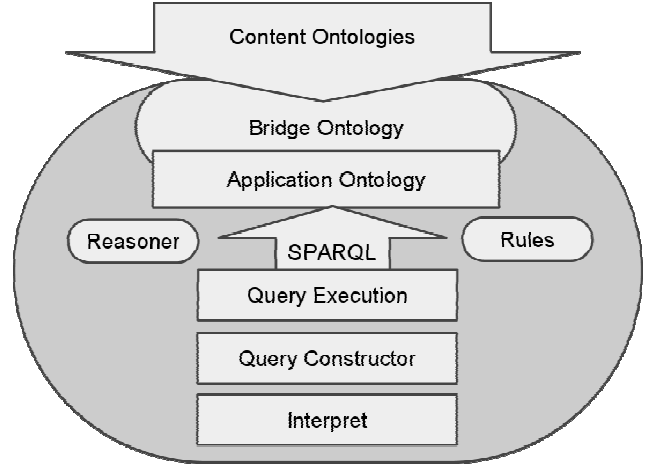 Content Ontologies
Bridge Ontology
Application Ontology
Reasoner
Rules
SPARQL
Query Execution
Query Constructor
Interpret